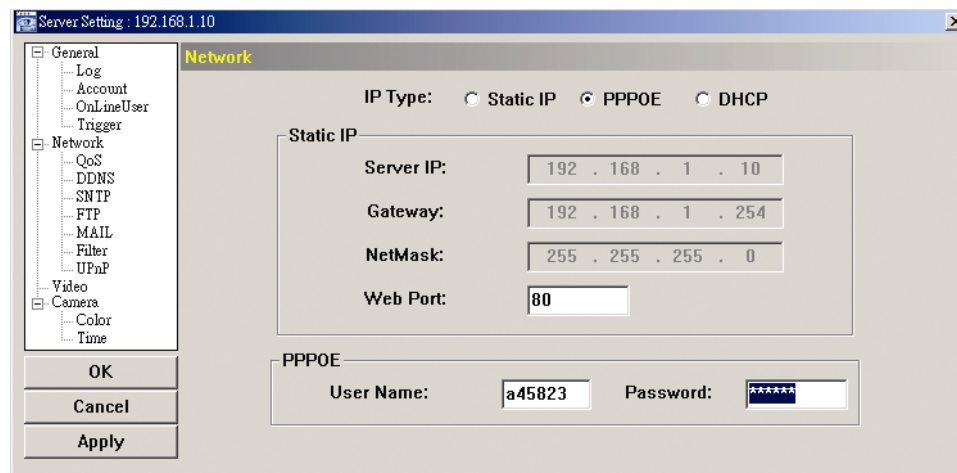 Server Setting : 192.168.1.10
General
Log
Account
OnLineUser
Trigger
Network
QoS
DDNS
SNTP
FTP
MAIL
Filter
UPnP
Video
Camera
Color
Time
OK
Cancel
Apply
Network
IP Type: Static IP PPPOE DHCP
Static IP
Server IP: 192 . 168 . 1 . 10
Gateway: 192 . 168 . 1 . 254
NetMask: 255 . 255 . 255 . 0
Web Port: 80
PPPOE
User Name: a45823 Password: ******